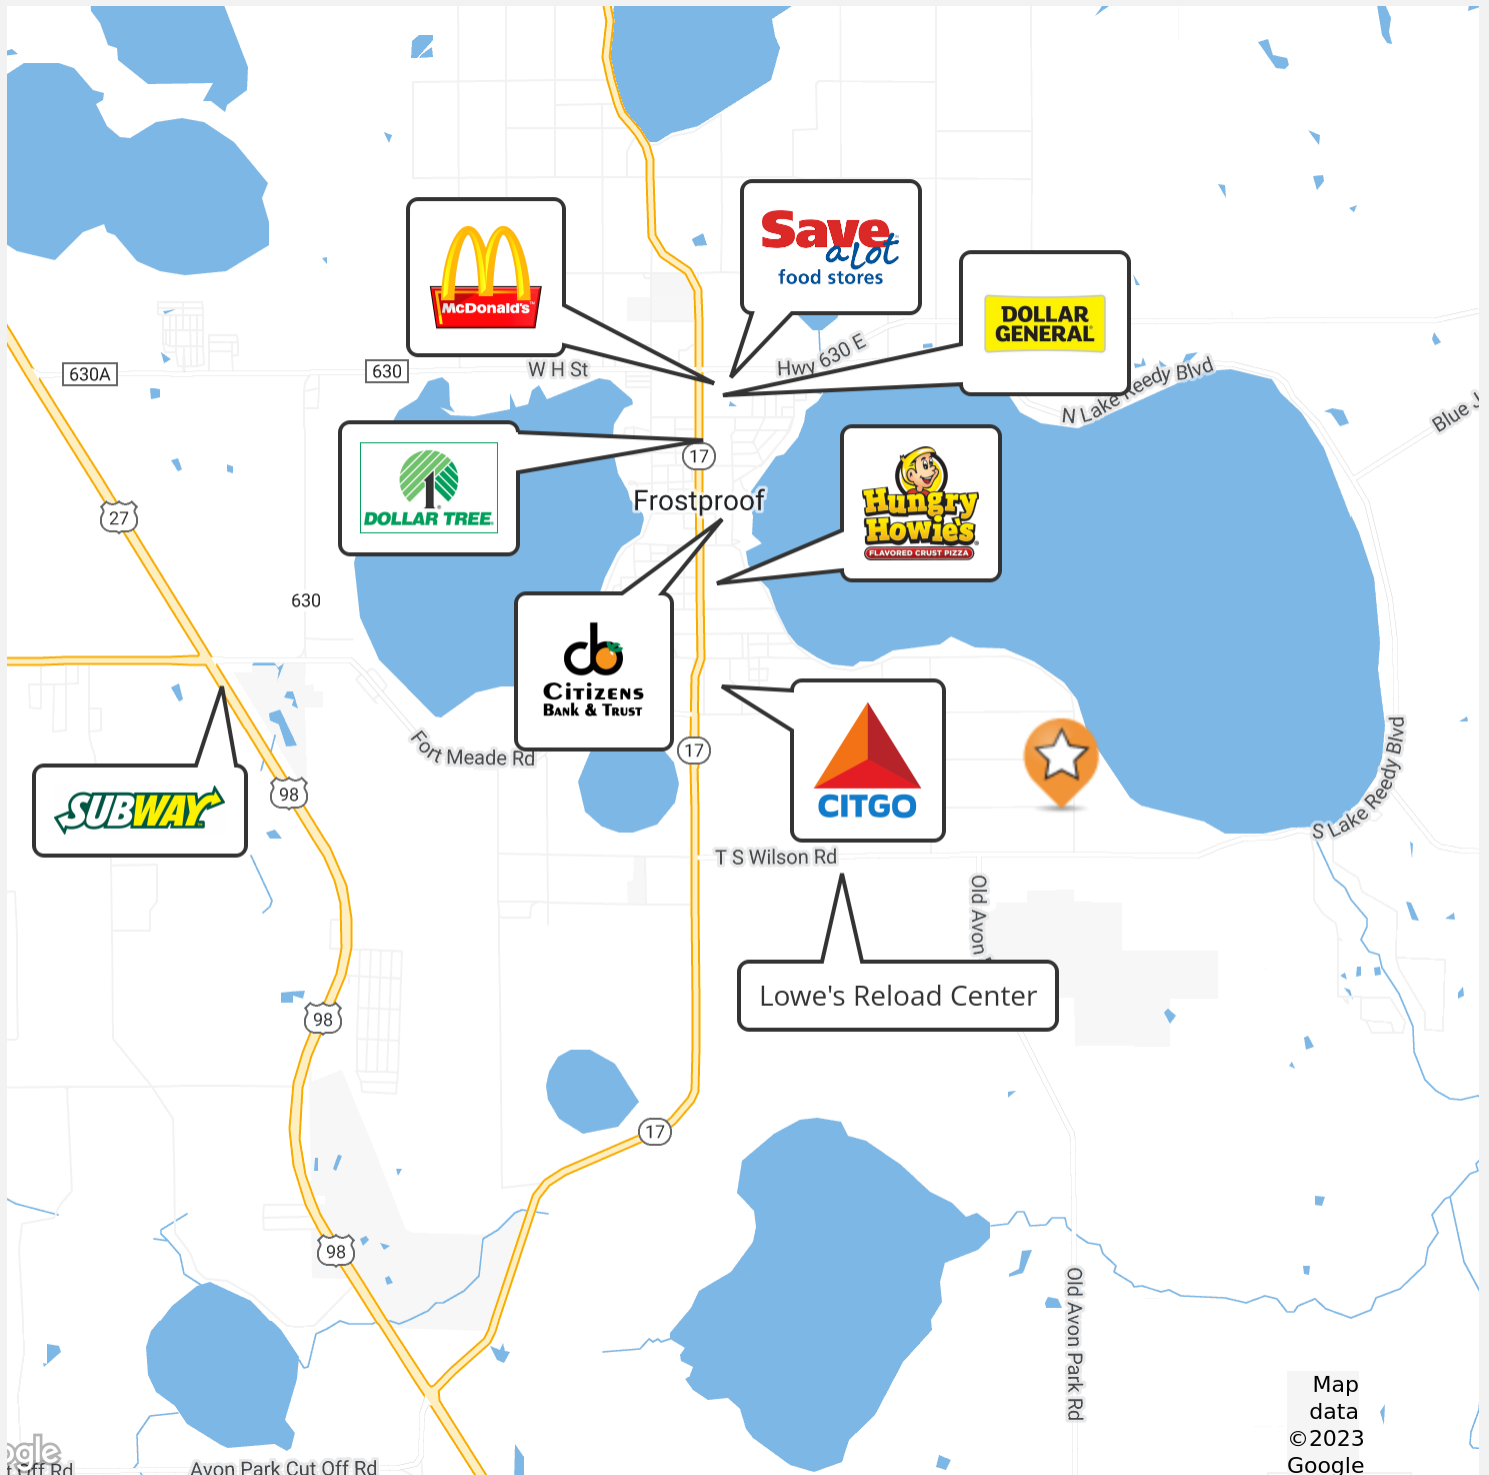 Save
a lot
food stores
McDonald's
DOLLAR
GENERAL
Hwy 630 E
630A
630
W H St
N Lake Reedy Blvd
Blue J
17
DOLLAR TREE
Frostproof
Hungry
Howie's
FLAVORED CRUST PIZZA
27
630
cb
CITIZENS
BANK & TRUST
Fort Meade Rd
17
CITGO
98
SUBWAY
S Lake Reedy Blvd
T S Wilson Rd
Old Avon
Lowe's Reload Center
98
17
98
Old Avon Park Rd
Map
data
©2023
Google
Avon Park Cut Off Rd
t Off Rd